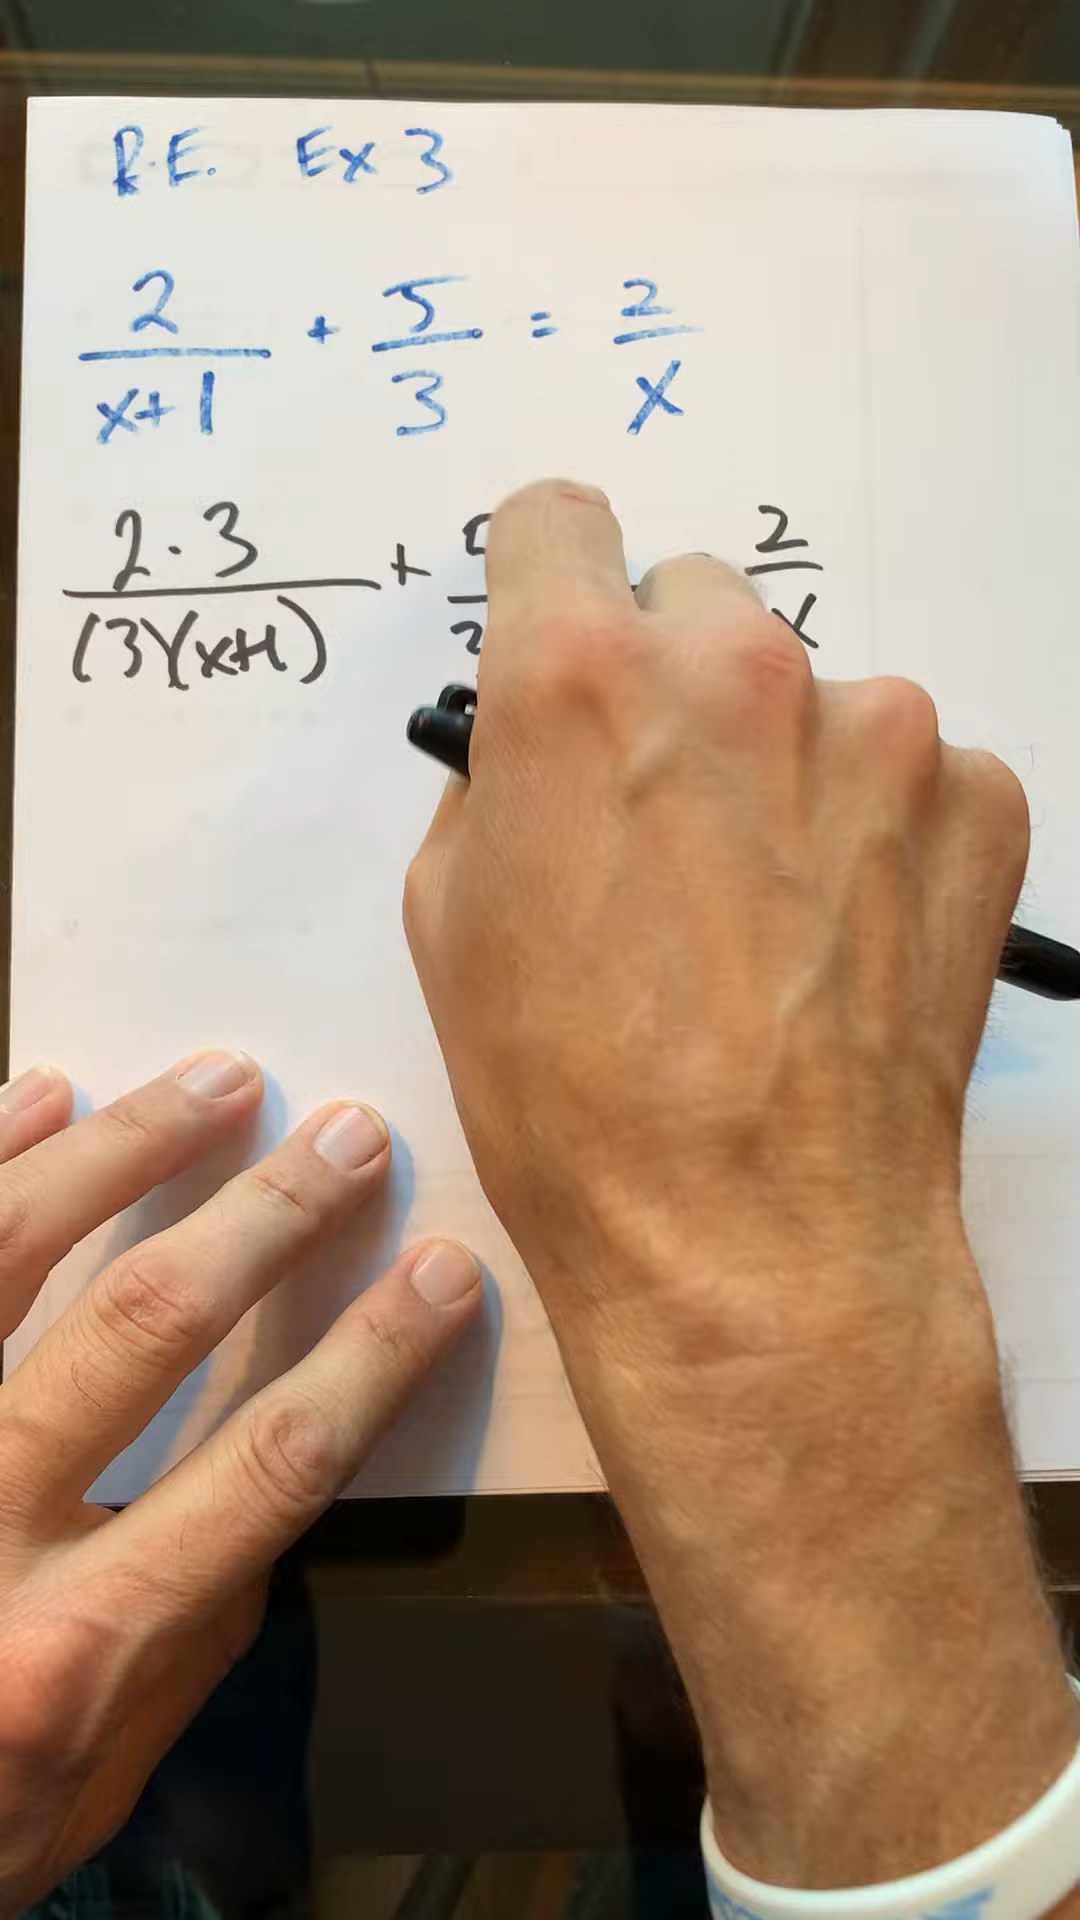 R.E. Ex 3
2/(x+1) + 5/3 = 2/x
2·3/((3)(x+1)) + 2/x